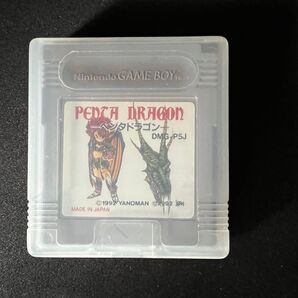 Nintendo GAME BOY
PENTA DRAGON
ペンタドラゴン
DMG-P5J
©1992 YANOMAN ©1992
MADE IN JAPAN